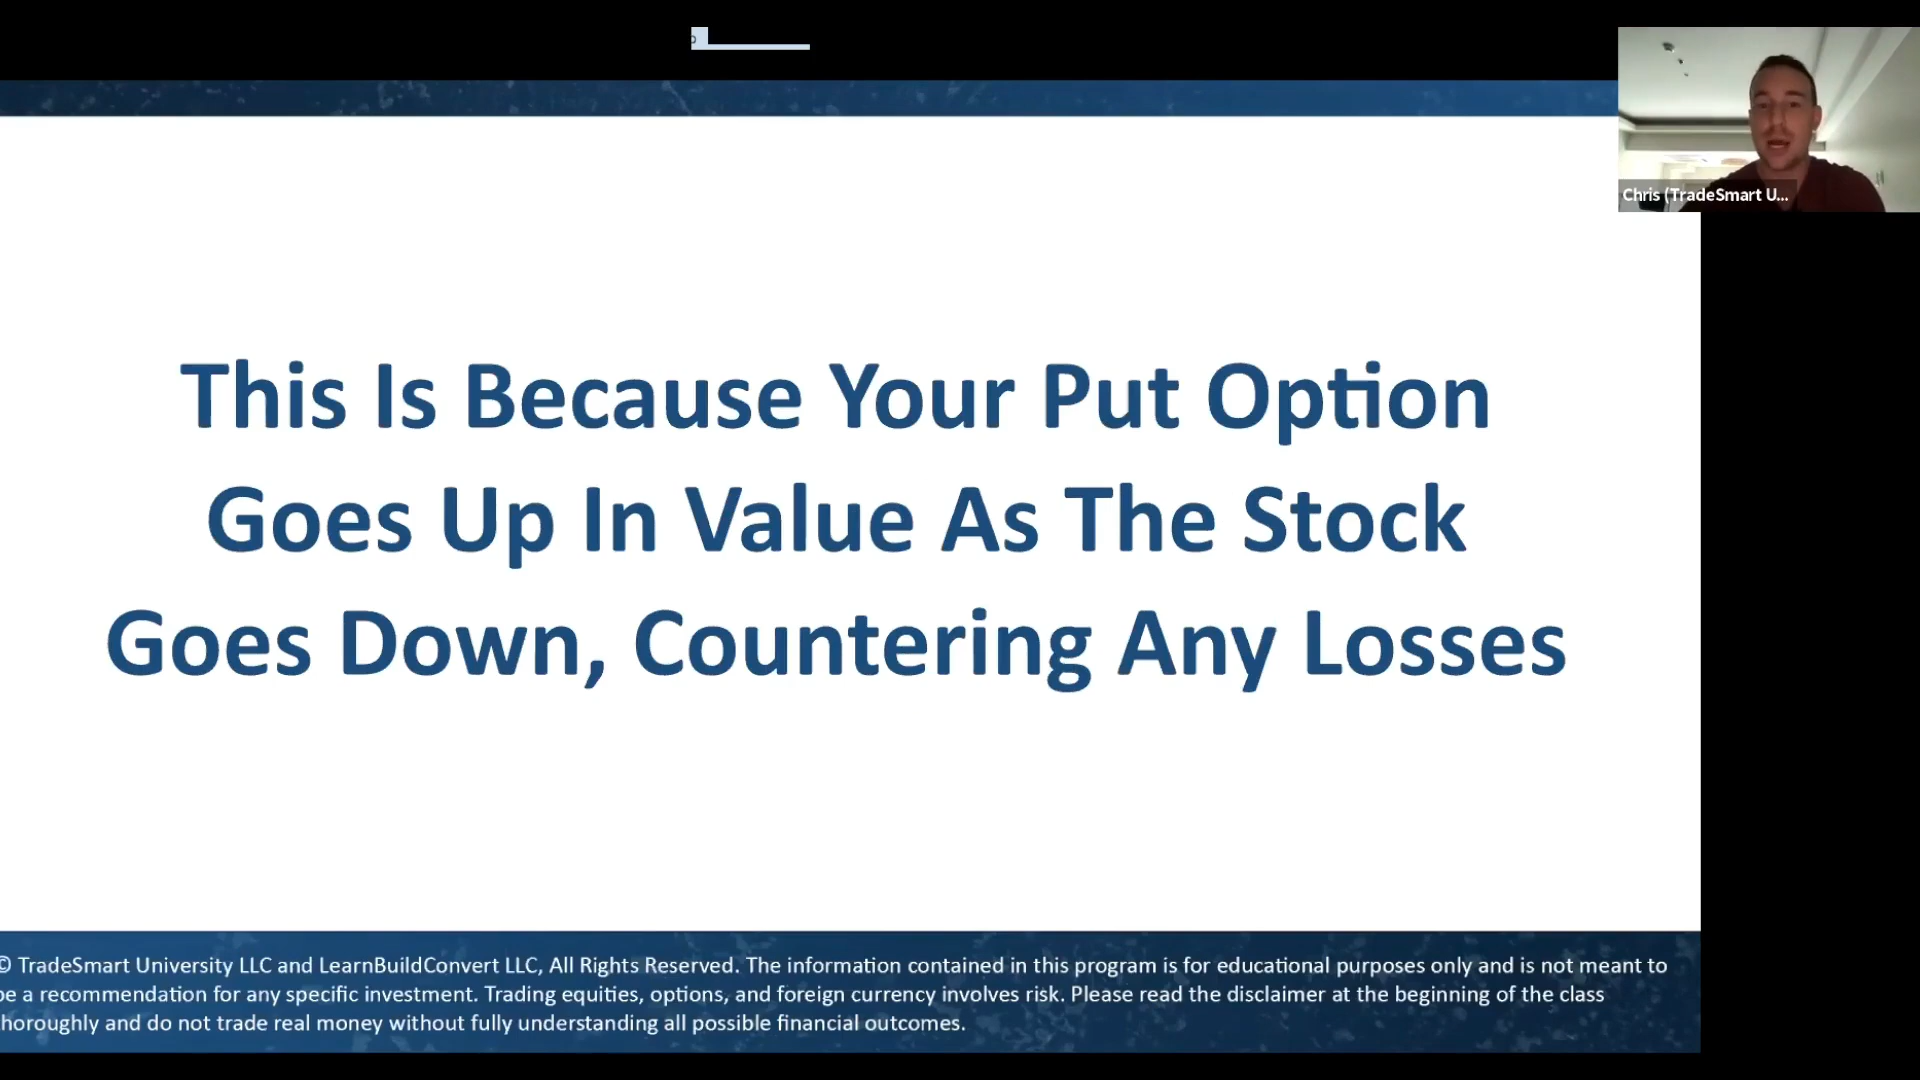 Chris (TradeSmart U...
This Is Because Your Put Option
Goes Up In Value As The Stock
Goes Down, Countering Any Losses
© TradeSmart University LLC and LearnBuildConvert LLC, All Rights Reserved. The information contained in this program is for educational purposes only and is not meant to
be a recommendation for any specific investment. Trading equities, options, and foreign currency involves risk. Please read the disclaimer at the beginning of the class
horoughly and do not trade real money without fully understanding all possible financial outcomes.